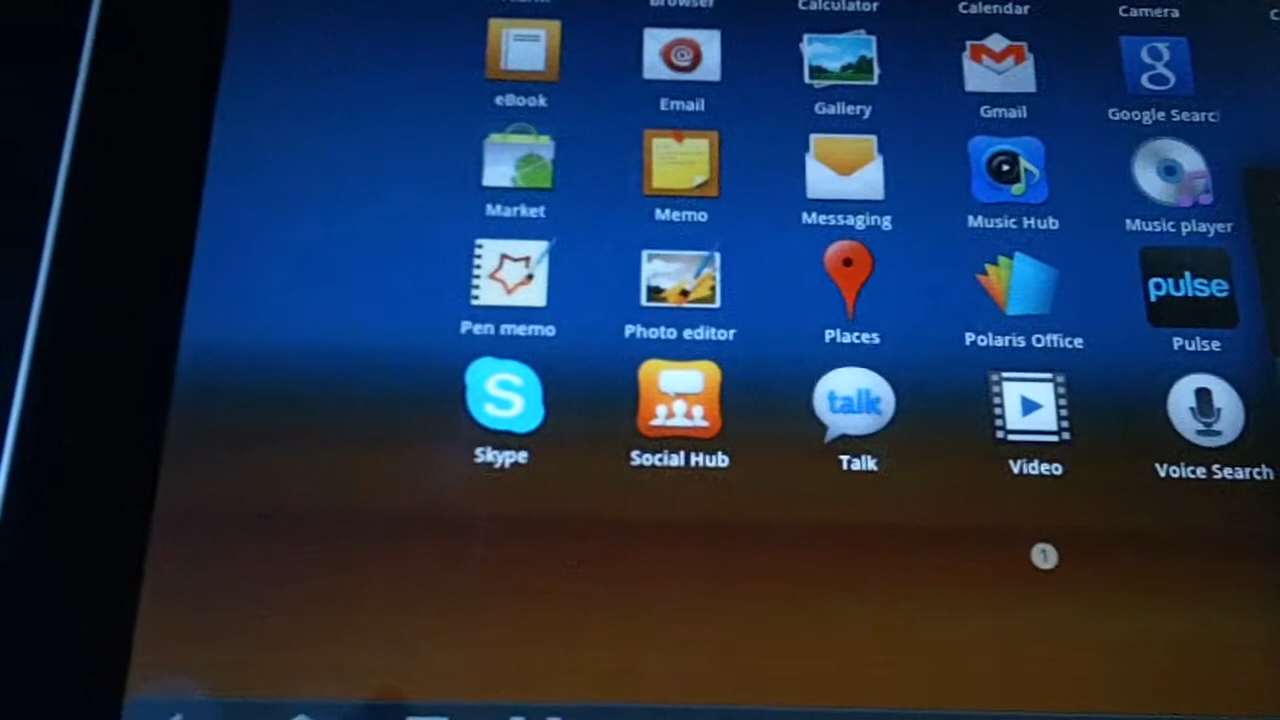 Browser
Calculator
Calendar
Camera
eBook
Email
Gallery
Gmail
g
Google Searc
Market
Memo
Messaging
Music Hub
Music player
pulse
Pen memo
Photo editor
Places
Polaris Office
Pulse
S
talk
Skype
Social Hub
Talk
Video
Voice Search
1